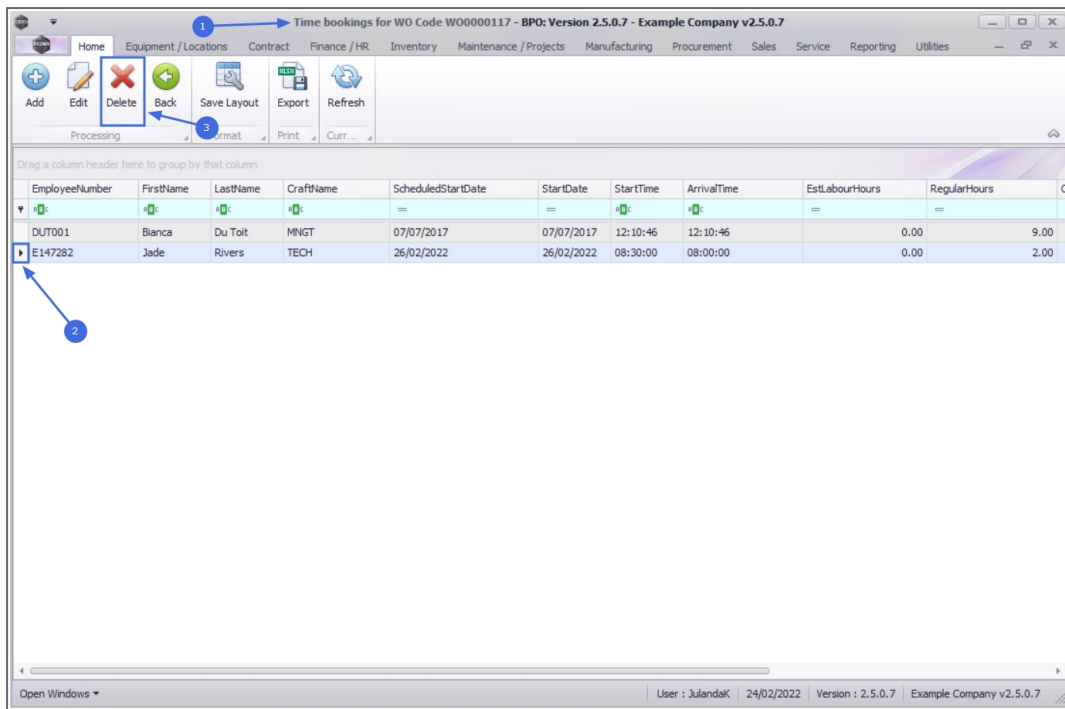 1
Time bookings for WO Code WO0000117 - BPO: Version 2.5.0.7 - Example Company v2.5.0.7
Home Equipment / Locations Contract Finance / HR Inventory Maintenance / Projects Manufacturing Procurement Sales Service Reporting Utilities
Add Edit Delete Back Save Layout Export Refresh
3
Processing Format Print Curr...
Drag a column header here to group by that column
EmployeeNumber FirstName LastName CraftName ScheduledStartDate StartDate StartTime ArrivalTime EstLabourHours RegularHours
= = = =
DUT001 Bianca Du Toit MNGT 07/07/2017 07/07/2017 12:10:46 12:10:46 0.00 9.00
E147282 Jade Rivers TECH 26/02/2022 26/02/2022 08:30:00 08:00:00 0.00 2.00
2
Open Windows User : JulandaK 24/02/2022 Version : 2.5.0.7 Example Company v2.5.0.7